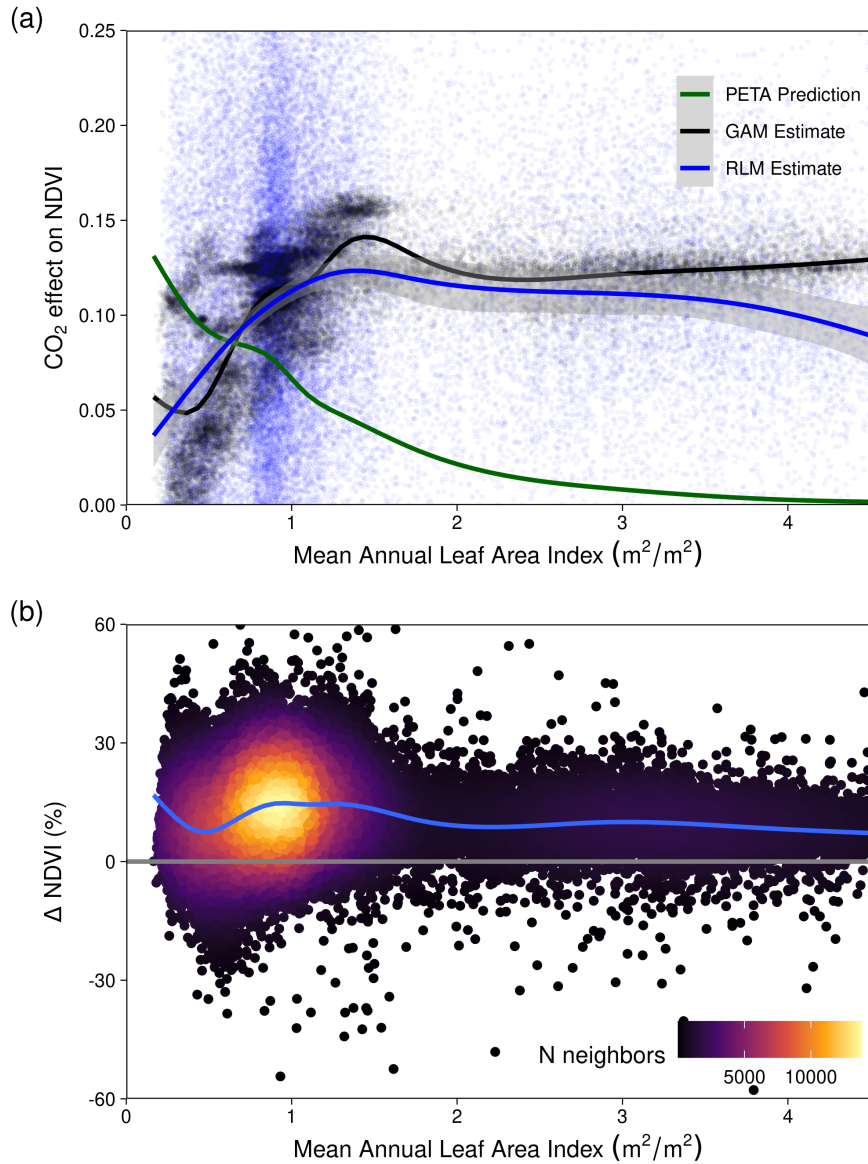 (a)
0.25
0.20
0.15
0.10
0.05
0.00
CO₂ effect on NDVI
PETA Prediction
GAM Estimate
RLM Estimate
0 1 2 3 4
Mean Annual Leaf Area Index (m²/m²)
(b)
60
30
0
-30
-60
Δ NDVI (%)
N neighbors
5000 10000
0 1 2 3 4
Mean Annual Leaf Area Index (m²/m²)